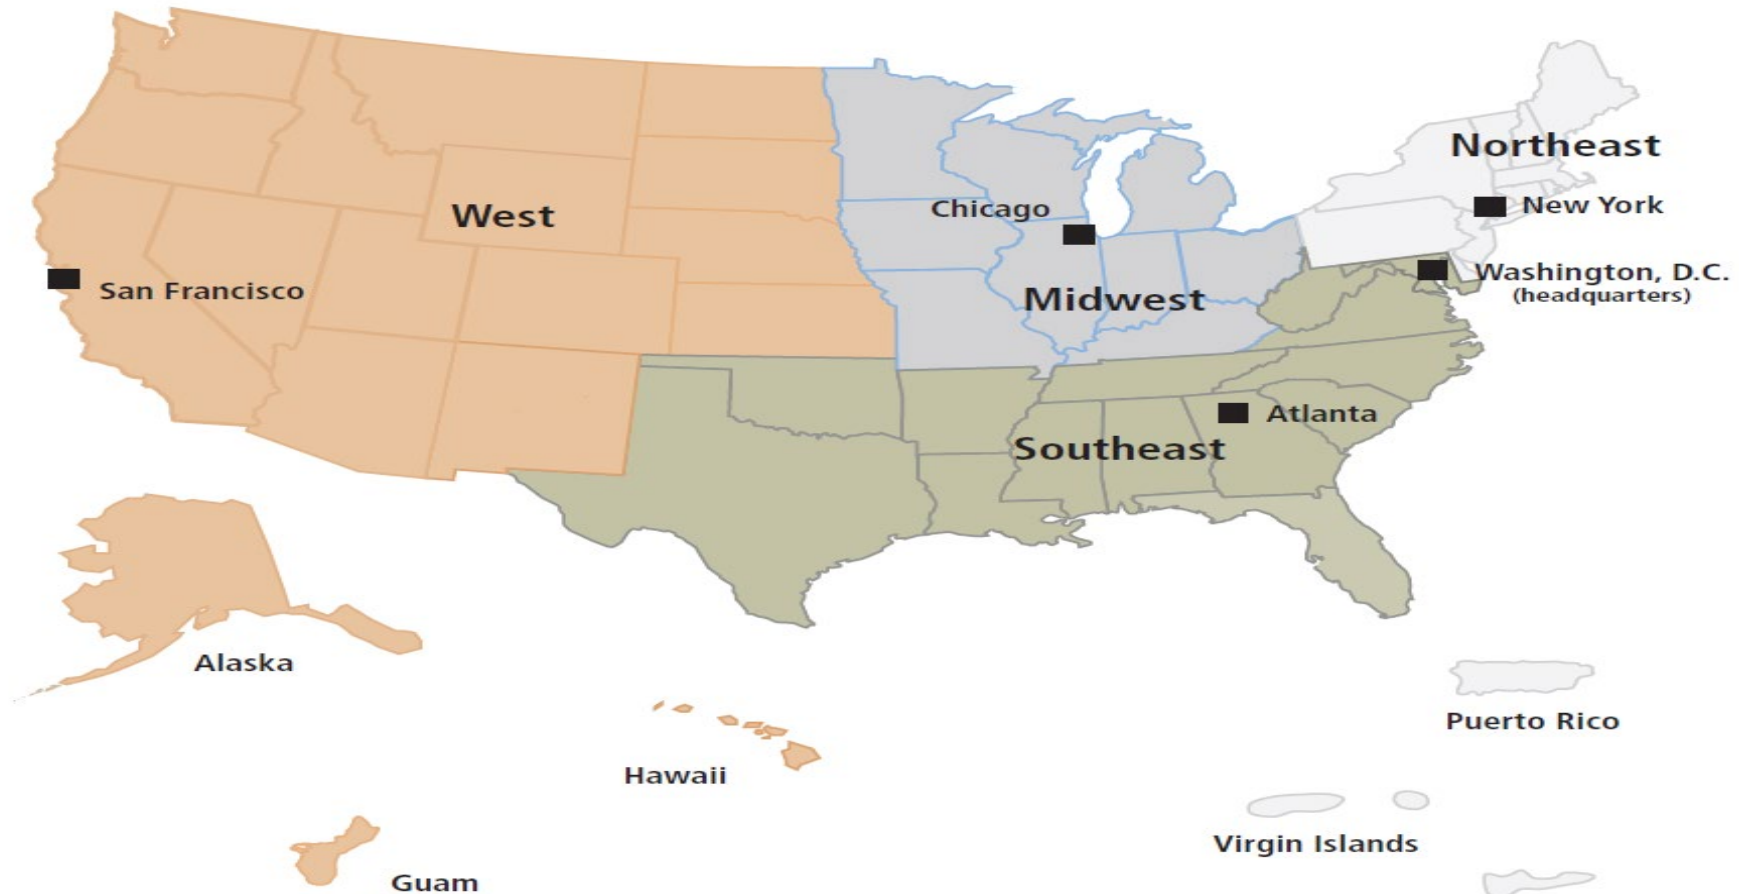 Northeast
New York
Chicago
West
Washington, D.C.
(headquarters)
San Francisco
Midwest
Atlanta
Southeast
Alaska
Puerto Rico
Hawaii
Virgin Islands
Guam